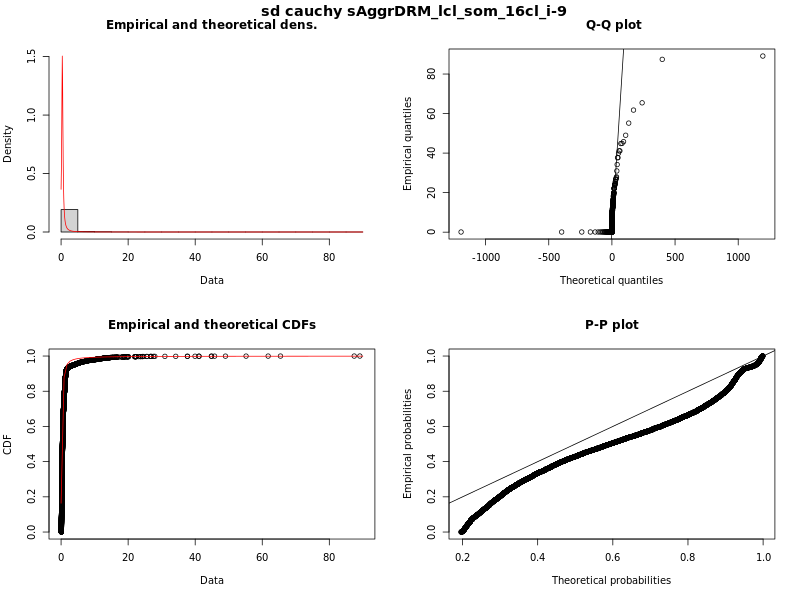 sd cauchy sAggrDRM_lcl_som_16cl_i-9
Empirical and theoretical dens.
Density
0.0 0.5 1.0 1.5
0 20 40 60 80
Data
Q-Q plot
Empirical quantiles
0 20 40 60 80
-1000 -500 0 500 1000
Theoretical quantiles
Empirical and theoretical CDFs
CDF
0.0 0.2 0.4 0.6 0.8 1.0
0 20 40 60 80
Data
P-P plot
Empirical probabilities
0.0 0.2 0.4 0.6 0.8 1.0
0.2 0.4 0.6 0.8 1.0
Theoretical probabilities